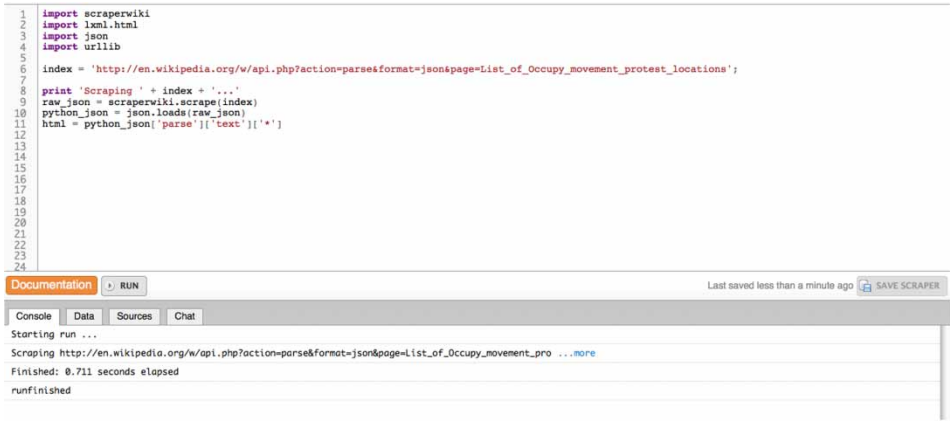 1 import scraperwiki
2 import lxml.html
3 import json
4 import urllib
5
6 index = 'http://en.wikipedia.org/w/api.php?action=parse&format=json&page=List_of_Occupy_movement_protest_locations';
7
8 print 'Scraping ' + index + '...'
9 raw_json = scraperwiki.scrape(index)
10 python_json = json.loads(raw_json)
11 html = python_json['parse']['text']['*']
12
13
14
15
16
17
18
19
20
21
22
23
24
Documentation RUN Last saved less than a minute ago SAVE SCRAPER
Console Data Sources Chat
Starting run ...
Scraping http://en.wikipedia.org/w/api.php?action=parse&format=json&page=List_of_Occupy_movement_pro ...more
Finished: 0.711 seconds elapsed
runfinished